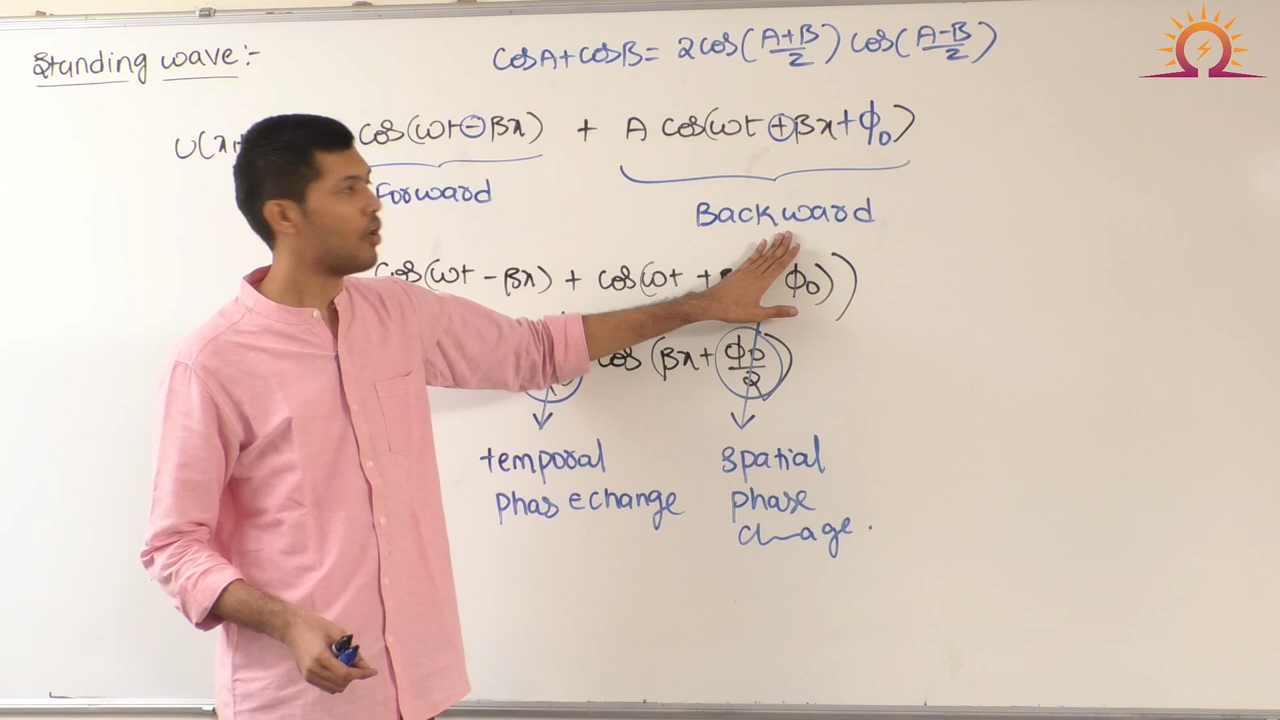 Standing wave :-
cosA+cosB= 2cos(A+B/2) cos(A-B/2)
U(x, cos(ωt-βx) + A cos(ωt+βx+ϕ₀)
Forward
Backward
cos(ωt-βx) + cos(ωt + ϕ₀))
cos (βx+ϕ₀/2)
temporal
phase change
spatial
phase
change.